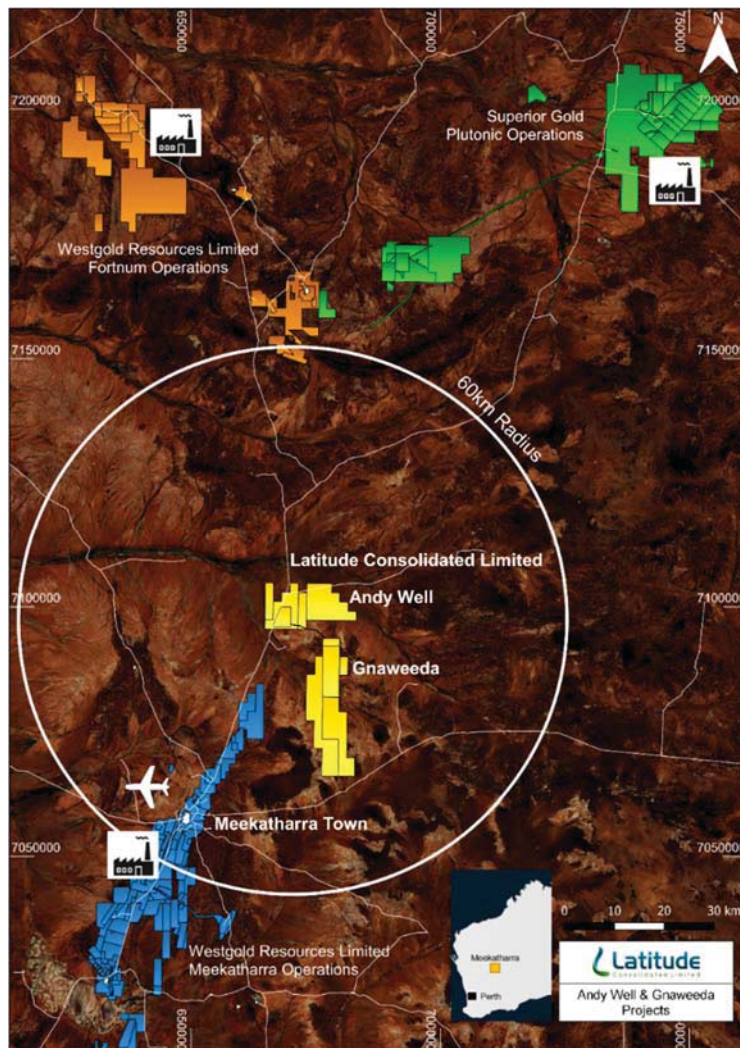 650000
700000
750000
N
7200000
7200000
Superior Gold
Plutonic Operations
Westgold Resources Limited
Fortnum Operations
7150000
7150000
60km Radius
Latitude Consolidated Limited
Andy Well
7100000
7100000
Gnaweeda
Meekatharra Town
7050000
7050000
Westgold Resources Limited
Meekatharra Operations
Meekatharra
Perth
0 10 20 30 km
Latitude
Consolidated Limited
Andy Well & Gnaweeda
Projects
650000
700000
750000